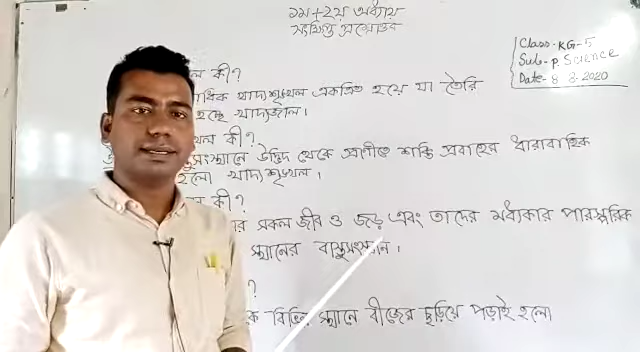 ১ম+২য় অধ্যায়
সংক্ষিপ্ত প্রশ্নোত্তর
Class - KG-5
Sub - P. Science
Date - 8 8. 2020
ল কী?
াধিক খাদ্যশৃঙ্খল একত্রিত হয়ে যা তৈরি
হচ্ছে খাদ্যজাল।
খল কী?
স্তুসংস্থানে উদ্ভিদ থেকে প্রাণীতে শক্তি প্রবাহের ধারাবাহিক
হলো খাদ্যশৃঙ্খল।
কী?
র সকল জীব ও জড় এবং তাদের মধ্যকার পারস্পরিক
স্থানের বাস্তুসংস্থান।
?
ক বিভিন্ন স্থানে বীজের ছড়িয়ে পড়াই হলো